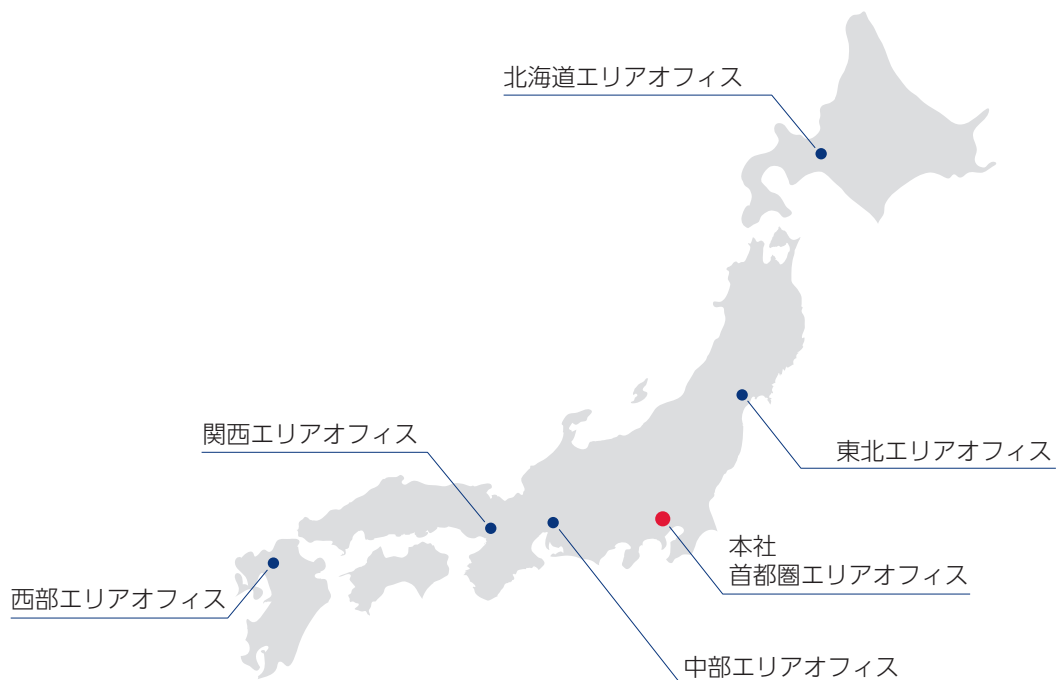 北海道エリアオフィス
関西エリアオフィス
東北エリアオフィス
本社
首都圏エリアオフィス
西部エリアオフィス
中部エリアオフィス